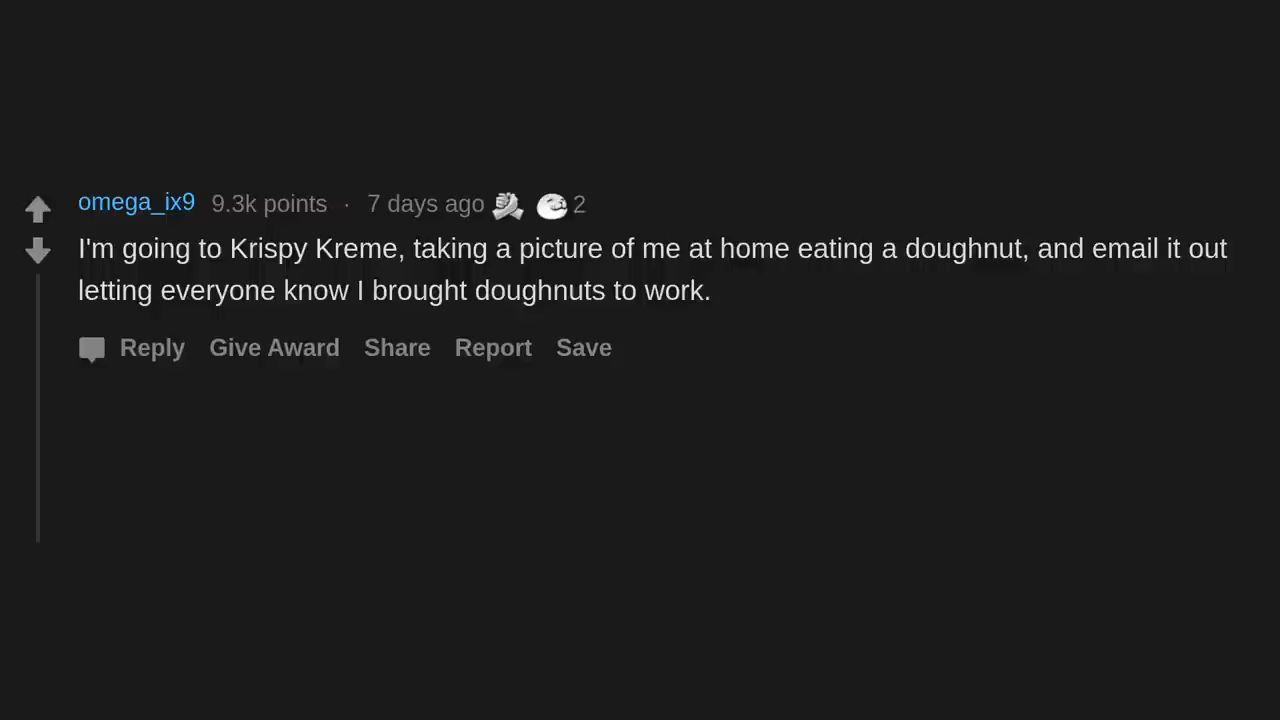 omega_ix9 9.3k points · 7 days ago 2
I'm going to Krispy Kreme, taking a picture of me at home eating a doughnut, and email it out
letting everyone know I brought doughnuts to work.
Reply Give Award Share Report Save